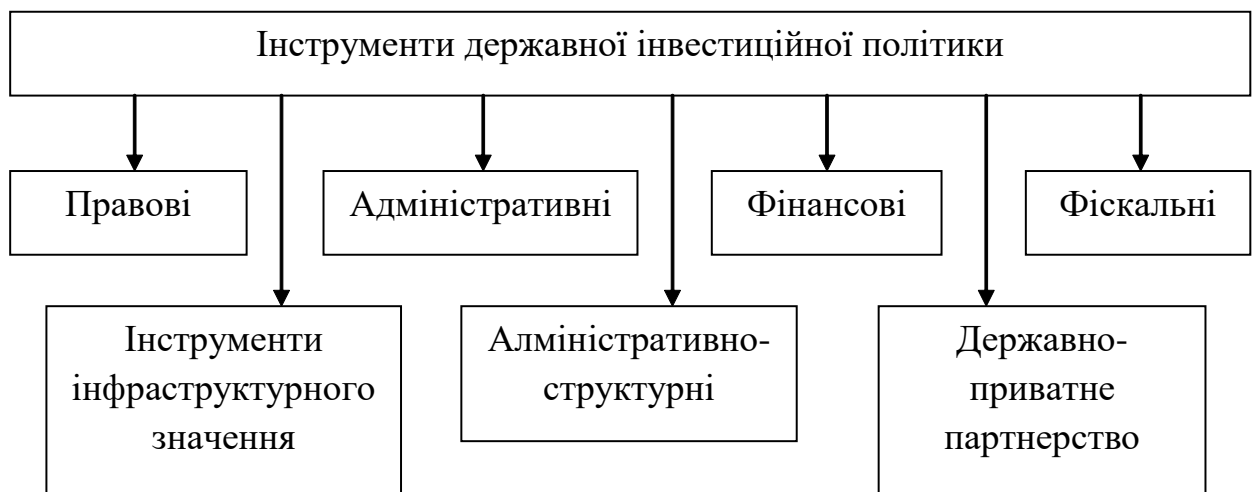 Інструменти державної інвестиційної політики
Правові
Адміністративні
Фінансові
Фіскальні
Інструменти
інфраструктурного
значення
Алміністративно-
структурні
Державно-
приватне
партнерство